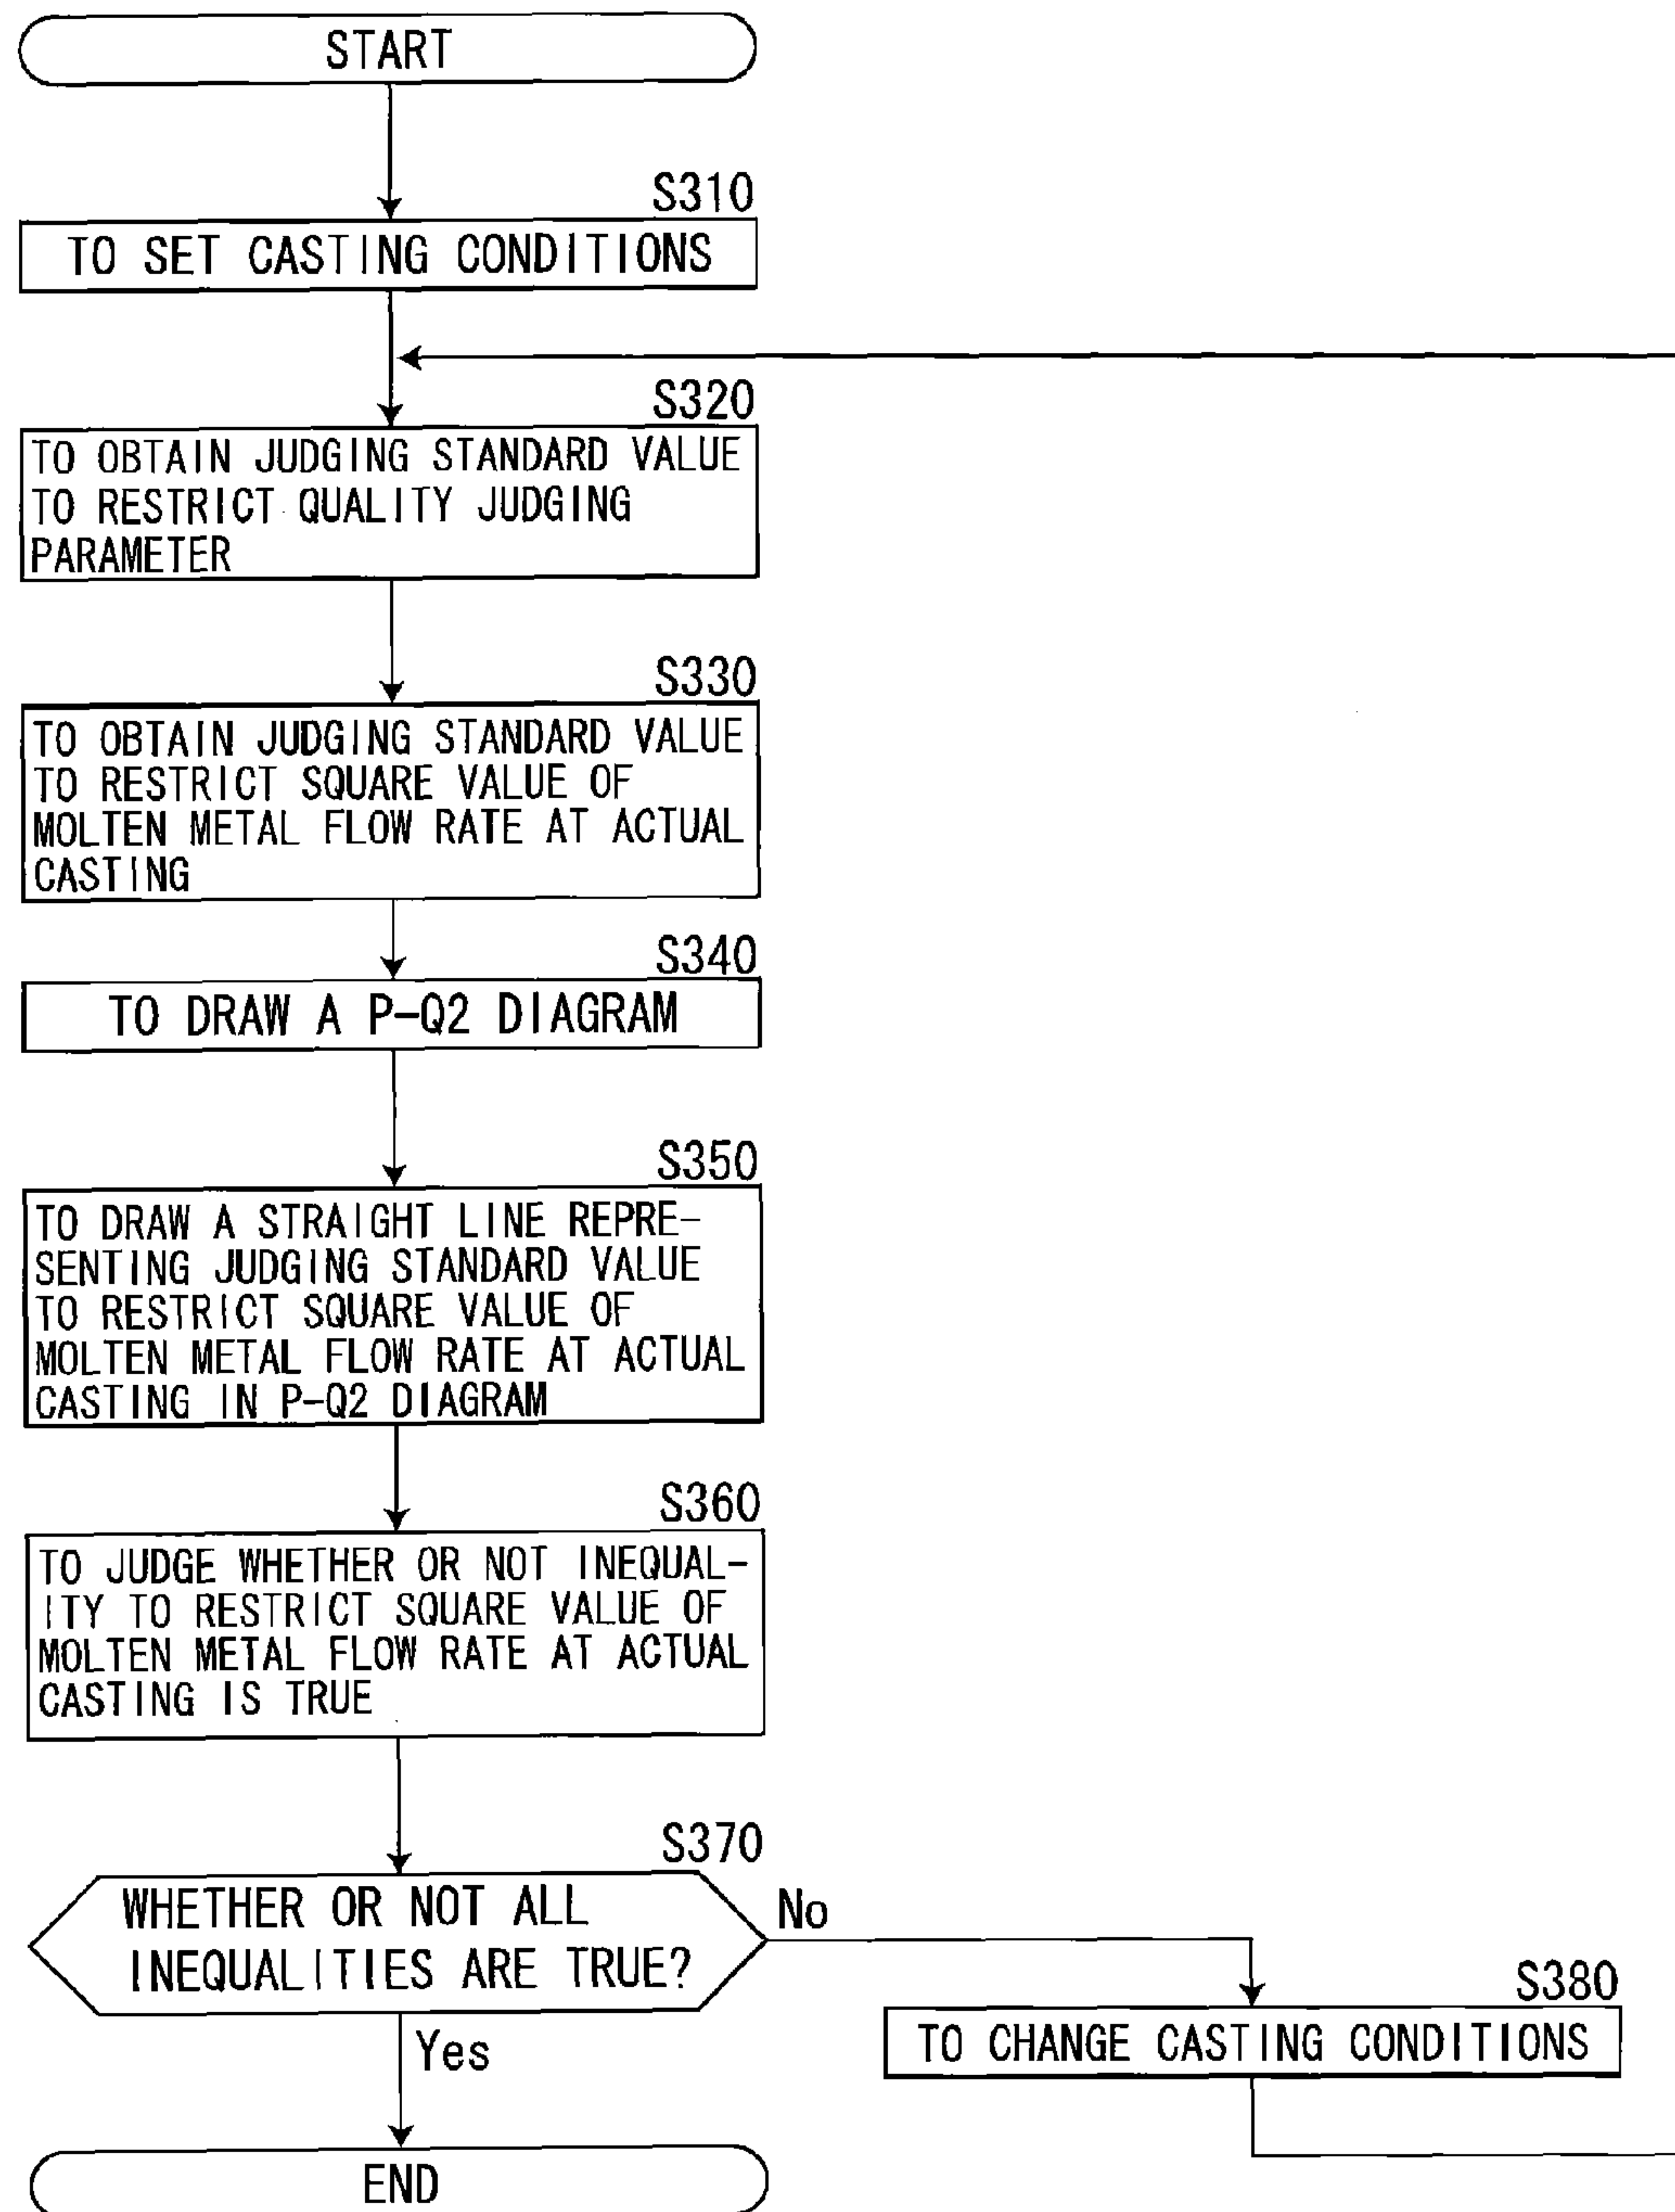 START
S310
TO SET CASTING CONDITIONS
S320
TO OBTAIN JUDGING STANDARD VALUE
TO RESTRICT QUALITY JUDGING
PARAMETER
S330
TO OBTAIN JUDGING STANDARD VALUE
TO RESTRICT SQUARE VALUE OF
MOLTEN METAL FLOW RATE AT ACTUAL
CASTING
S340
TO DRAW A P-Q2 DIAGRAM
S350
TO DRAW A STRAIGHT LINE REPRE-
SENTING JUDGING STANDARD VALUE
TO RESTRICT SQUARE VALUE OF
MOLTEN METAL FLOW RATE AT ACTUAL
CASTING IN P-Q2 DIAGRAM
S360
TO JUDGE WHETHER OR NOT INEQUAL-
ITY TO RESTRICT SQUARE VALUE OF
MOLTEN METAL FLOW RATE AT ACTUAL
CASTING IS TRUE
S370
WHETHER OR NOT ALL
INEQUALITIES ARE TRUE?
No
S380
TO CHANGE CASTING CONDITIONS
Yes
END